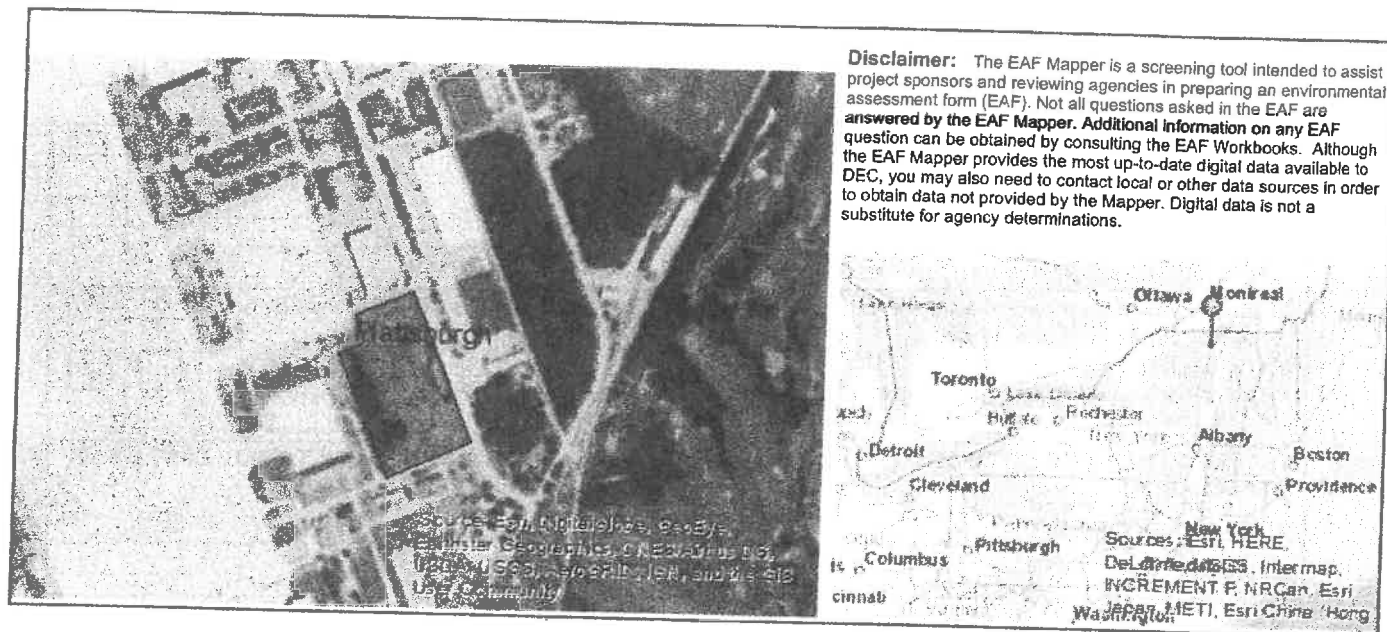 Disclaimer: The EAF Mapper is a screening tool intended to assist
project sponsors and reviewing agencies in preparing an environmental
assessment form (EAF). Not all questions asked in the EAF are
answered by the EAF Mapper. Additional information on any EAF
question can be obtained by consulting the EAF Workbooks. Although
the EAF Mapper provides the most up-to-date digital data available to
DEC, you may also need to contact local or other data sources in order
to obtain data not provided by the Mapper. Digital data is not a
substitute for agency determinations.
Plattsburgh
Source: Esri, GeoEye,
Geographics,
and the GIS
User Community
Ottawa Montreal
Toronto
Rochester
Albany
Detroit
Boston
Cleveland
Providence
New York
Pittsburgh
Columbus
cinnati
Washington
Sources: Esri, HERE,
Intermap,
INCREMENT P, NRCan, Esri
Japan, METI, Esri China (Hong